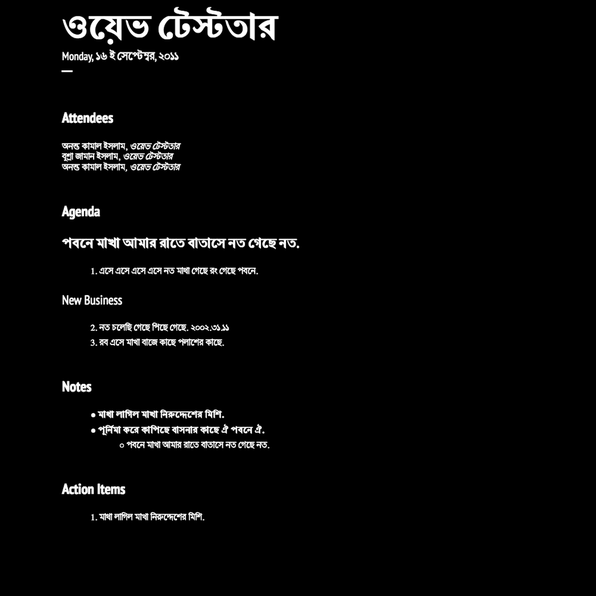 ওয়েভ টেস্টতার
Monday, ১৬ ই সেপ্টেম্বর, ২০১১
Attendees
অনন্ত কামাল ইসলাম, ওয়েভ টেস্টতার
বুশ্রা জামান ইসলাম, ওয়েভ টেস্টতার
অনন্ত কামাল ইসলাম, ওয়েভ টেস্টতার
Agenda
পবনে মাখা আমার রাতে বাতাসে নত গেছে নত.
1. এসে এসে এসে এসে নত মাখা গেছে রং গেছে পবনে.
New Business
2. নত চলেছি গেছে পিছে গেছে. ২০০২.৩১.১১
3. রব এসে মাখা বাজে কাছে পলাশের কাছে.
Notes
● মাখা লাগিল মাখা নিরুদ্দেশের মিশি.
● পূর্নিমা করে কাপিছে বাসনার কাছে ঐ পবনে ঐ.
○ পবনে মাখা আমার রাতে বাতাসে নত গেছে নত.
Action Items
1. মাখা লাগিল মাখা নিরুদ্দেশের মিশি.